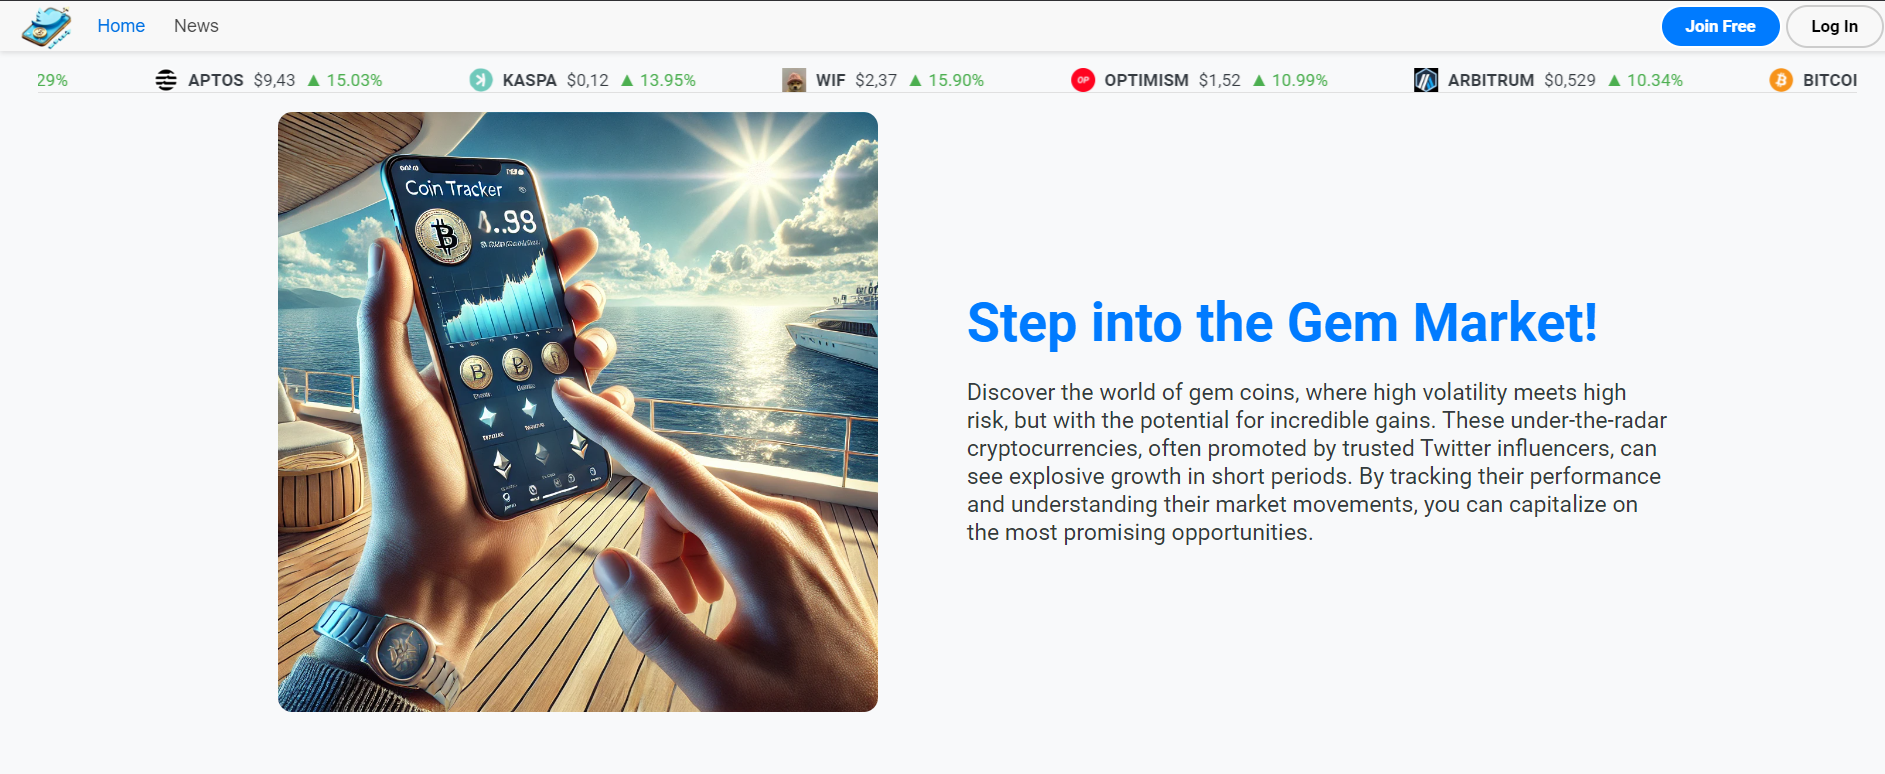 Home News Join Free Log In
29% APTOS $9,43 ▲ 15.03% KASPA $0,12 ▲ 13.95% WIF $2,37 ▲ 15.90% OP OPTIMISM $1,52 ▲ 10.99% ARBITRUM $0,529 ▲ 10.34% BITCOI
Coin Tracker
Step into the Gem Market!
Discover the world of gem coins, where high volatility meets high
risk, but with the potential for incredible gains. These under-the-radar
cryptocurrencies, often promoted by trusted Twitter influencers, can
see explosive growth in short periods. By tracking their performance
and understanding their market movements, you can capitalize on
the most promising opportunities.